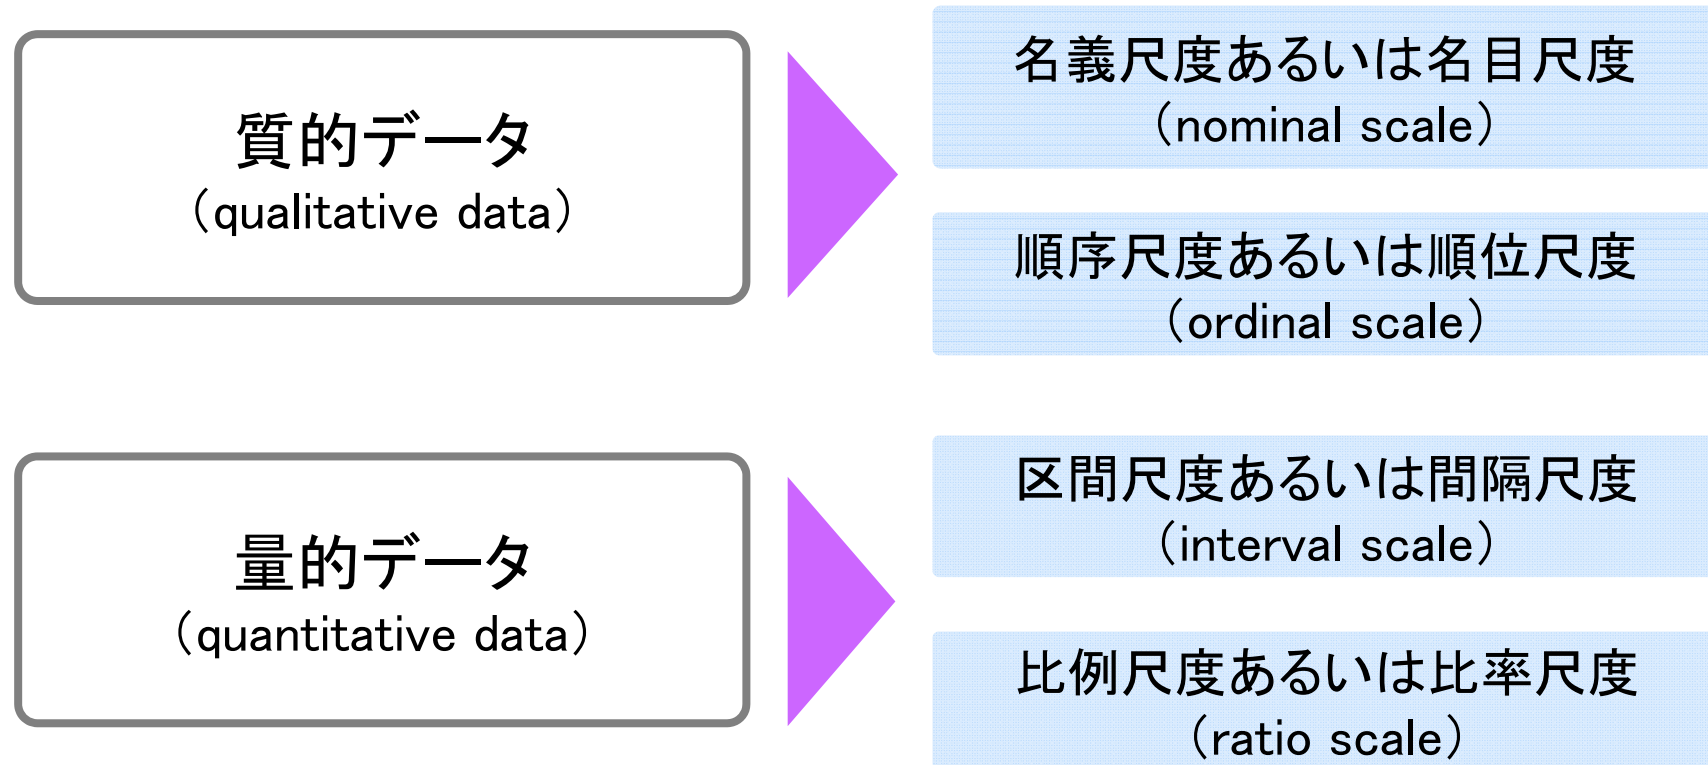 質的データ
（qualitative data）
名義尺度あるいは名目尺度
（nominal scale）
順序尺度あるいは順位尺度
（ordinal scale）
量的データ
（quantitative data）
区間尺度あるいは間隔尺度
（interval scale）
比例尺度あるいは比率尺度
（ratio scale）